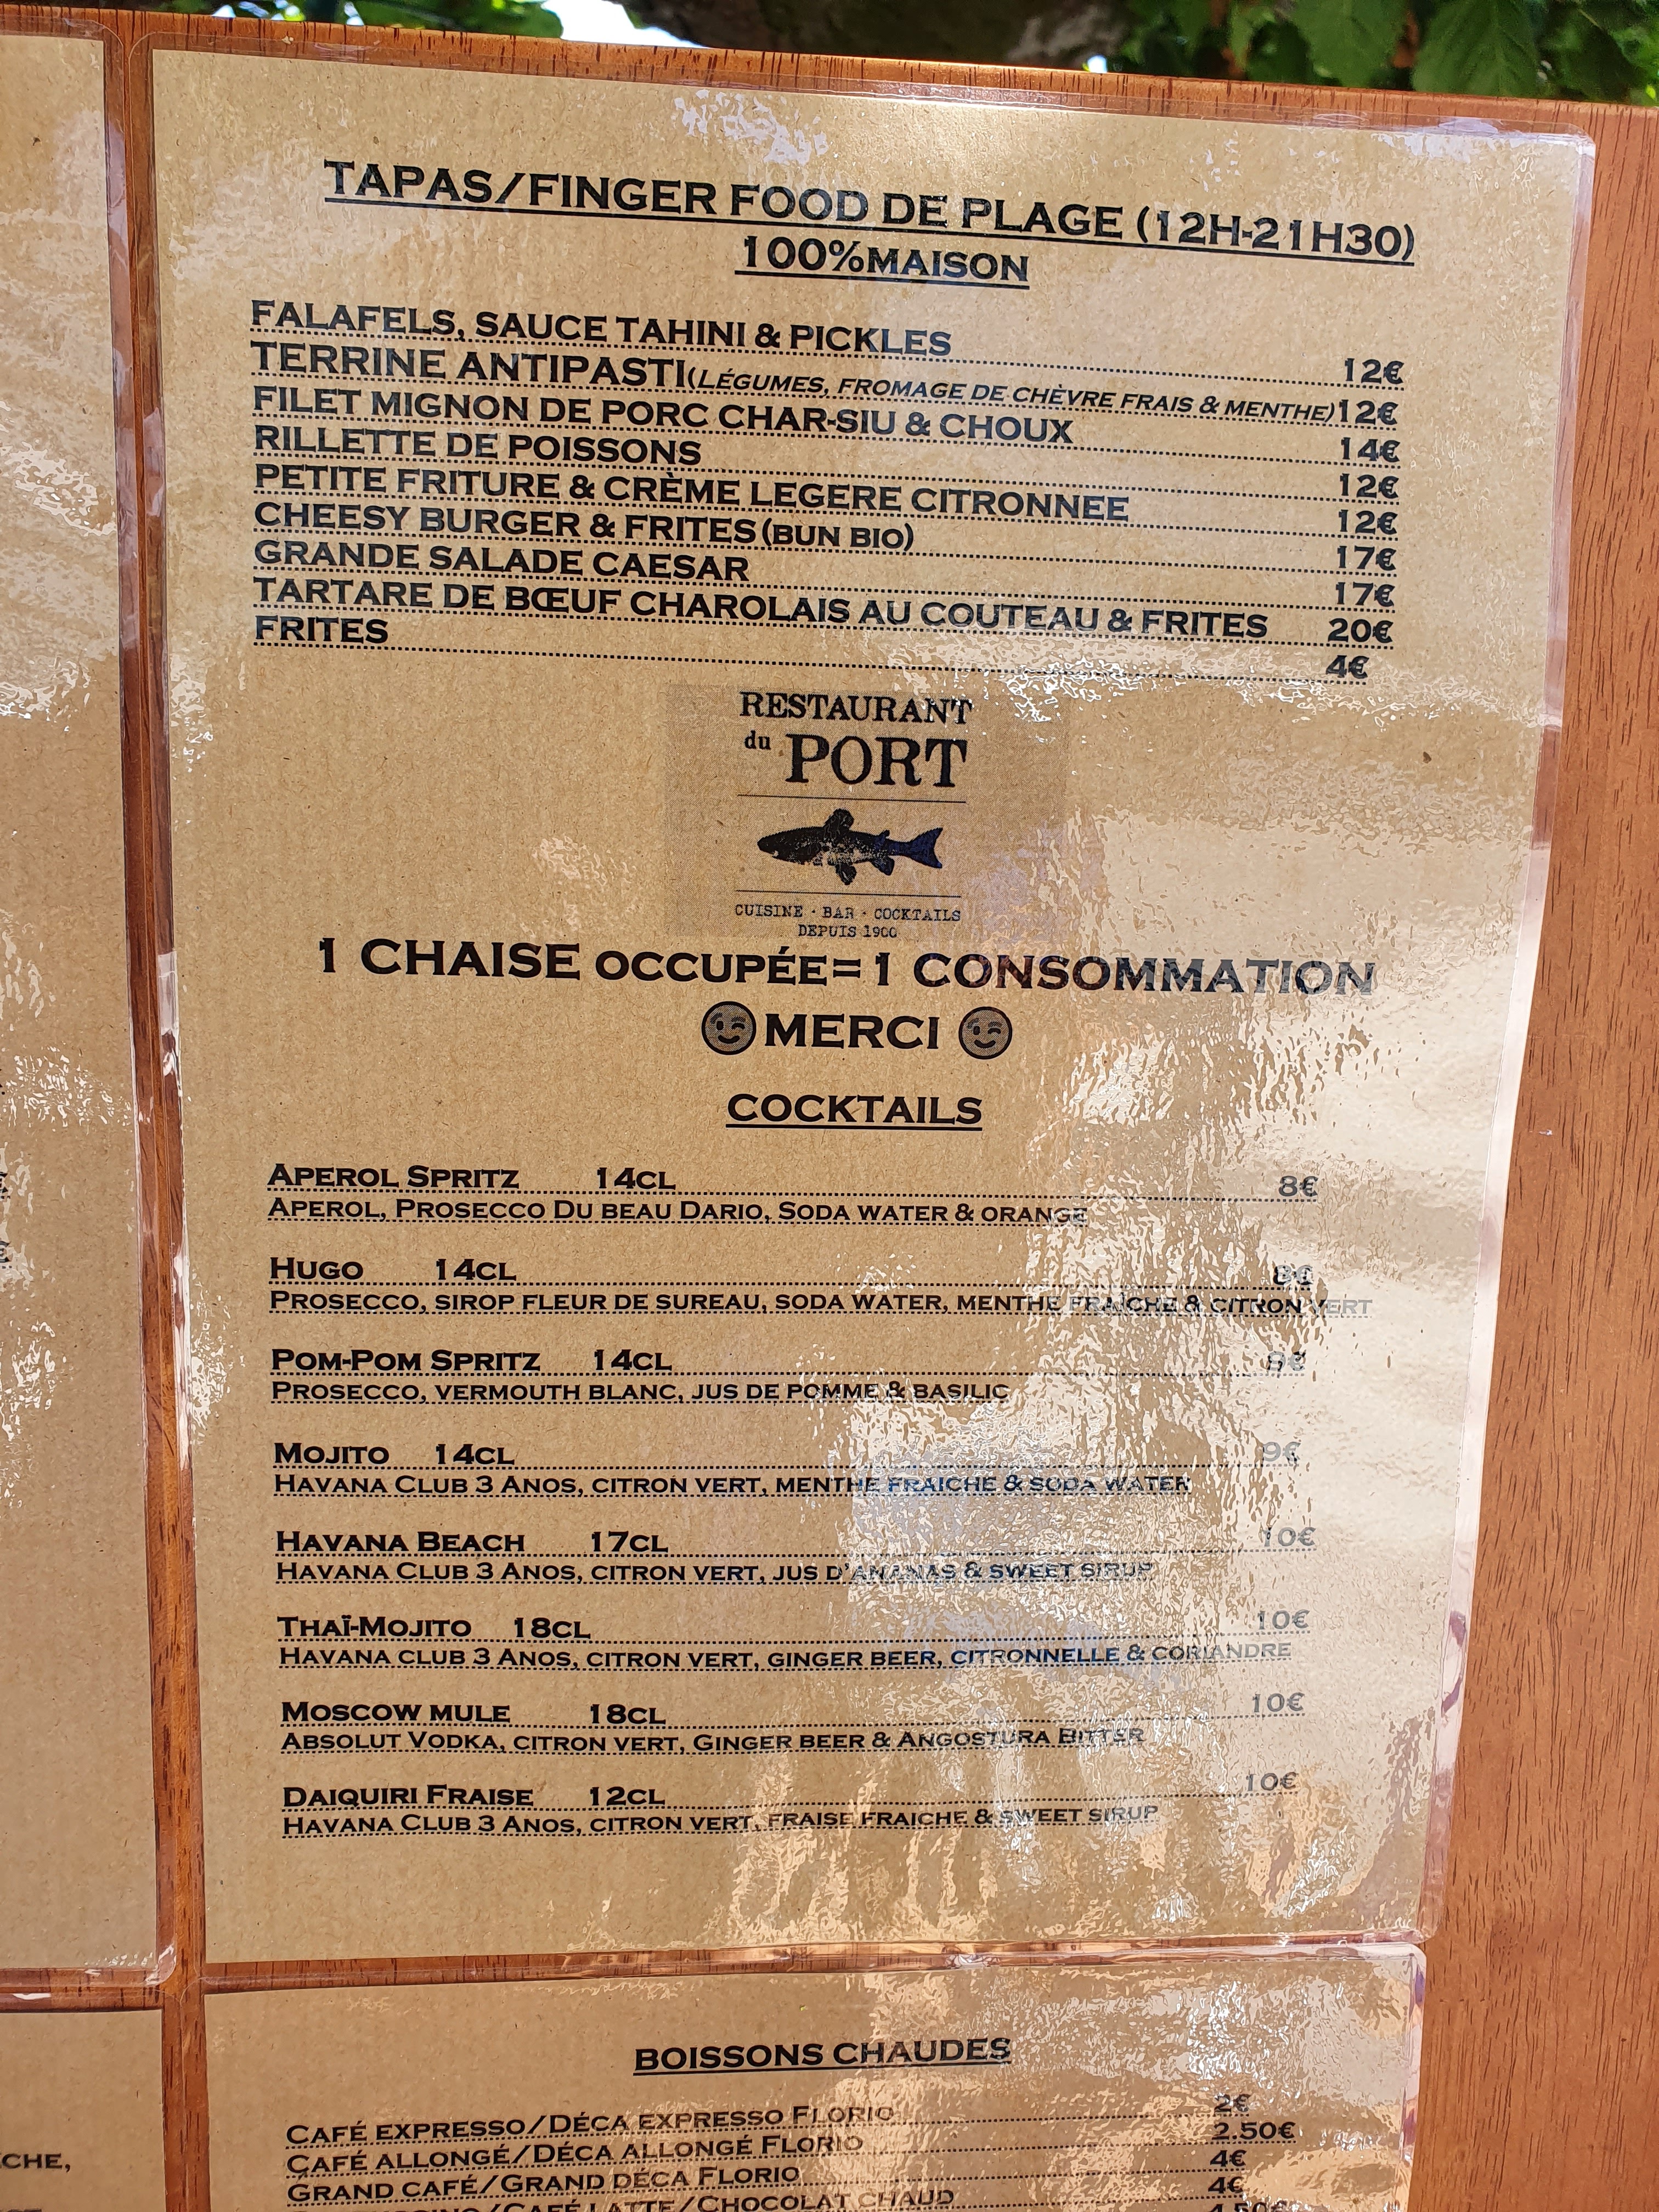 TAPAS/FINGER FOOD DE PLAGE (12H-21H30)
100%MAISON
FALAFELS, SAUCE TAHINI & PICKLES 12€
TERRINE ANTIPASTI(LÉGUMES, FROMAGE DE CHÈVRE FRAIS & MENTHE)12€
FILET MIGNON DE PORC CHAR-SIU & CHOUX 14€
RILLETTE DE POISSONS 12€
PETITE FRITURE & CRÈME LEGERE CITRONNEE 12€
CHEESY BURGER & FRITES (BUN BIO) 17€
GRANDE SALADE CAESAR 17€
TARTARE DE BŒUF CHAROLAIS AU COUTEAU & FRITES 20€
FRITES 4€
RESTAURANT
du PORT
CUISINE · BAR · COCKTAILS
DEPUIS 1900
1 CHAISE OCCUPÉE=1 CONSOMMATION
😉MERCI 😉
COCKTAILS
APEROL SPRITZ 14CL 8€
APEROL, PROSECCO DU BEAU DARIO, SODA WATER & ORANGE
HUGO 14CL 8€
PROSECCO, SIROP FLEUR DE SUREAU, SODA WATER, MENTHE FRAÎCHE & CITRON VERT
POM-POM SPRITZ 14CL 8€
PROSECCO, VERMOUTH BLANC, JUS DE POMME & BASILIC
MOJITO 14CL 9€
HAVANA CLUB 3 ANOS, CITRON VERT, MENTHE FRAICHE & SODA WATER
HAVANA BEACH 17CL 10€
HAVANA CLUB 3 ANOS, CITRON VERT, JUS D'ANANAS & SWEET SIRUP
THAÏ-MOJITO 18CL 10€
HAVANA CLUB 3 ANOS, CITRON VERT, GINGER BEER, CITRONNELLE & CORIANDRE
MOSCOW MULE 18CL 10€
ABSOLUT VODKA, CITRON VERT, GINGER BEER & ANGOSTURA BITTER
DAIQUIRI FRAISE 12CL 10€
HAVANA CLUB 3 ANOS, CITRON VERT, FRAISE FRAICHE & SWEET SIRUP
BOISSONS CHAUDES
CAFÉ EXPRESSO/DÉCA EXPRESSO FLORIO 2€
CAFÉ ALLONGÉ/DÉCA ALLONGÉ FLORIO 2.50€
GRAND CAFÉ/GRAND DÉCA FLORIO 4€
/CAFÉ LATTE/CHOCOLAT CHAUD 4€
4.50€